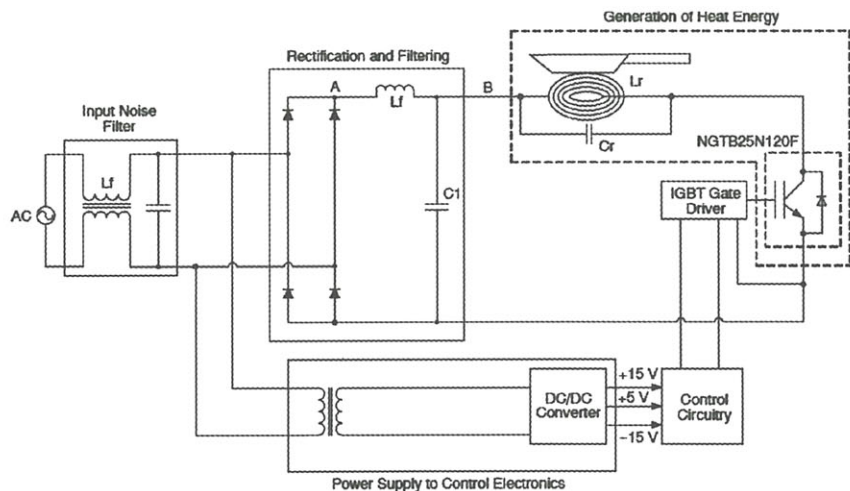 Generation of Heat Energy
Rectification and Filtering
A
B
Lr
Lf
Input Noise
Filter
Cr
NGTB25N120F
Lf
C1
IGBT Gate
Driver
AC
+15 V
DC/DC
Converter
+5 V
Control
Circuitry
−15 V
Power Supply to Control Electronics